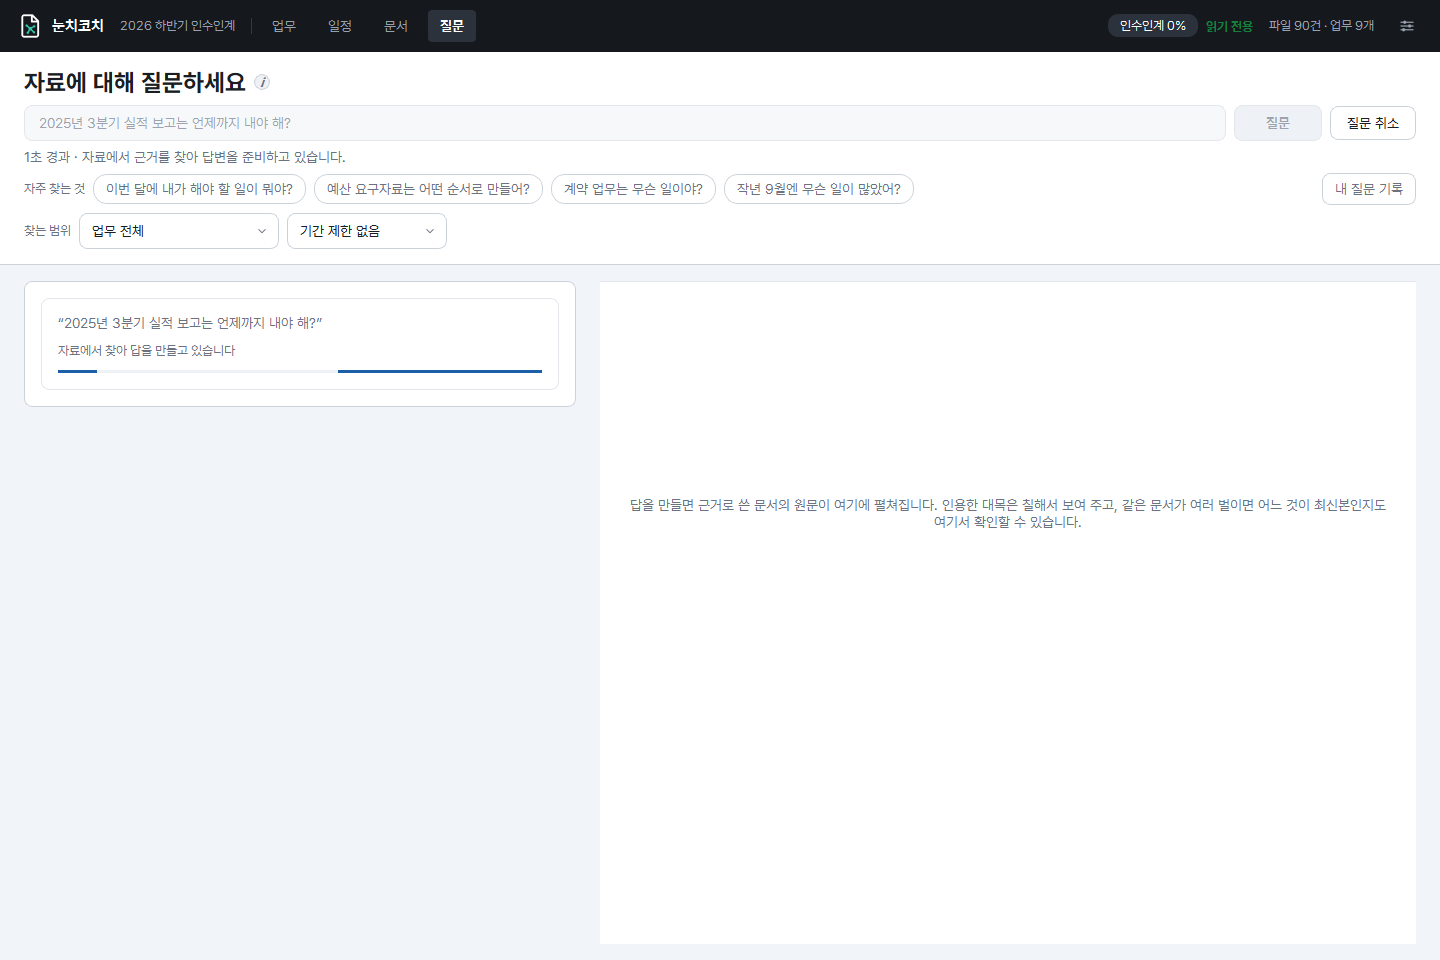 눈치코치 2026 하반기 인수인계 업무 일정 문서 질문 인수인계 0% 읽기 전용 파일 90건 · 업무 9개
자료에 대해 질문하세요 i
2025년 3분기 실적 보고는 언제까지 내야 해? 질문 질문 취소
1초 경과 · 자료에서 근거를 찾아 답변을 준비하고 있습니다.
자주 찾는 것 이번 달에 내가 해야 할 일이 뭐야? 예산 요구자료는 어떤 순서로 만들어? 계약 업무는 무슨 일이야? 작년 9월엔 무슨 일이 많았어? 내 질문 기록
찾는 범위 업무 전체 기간 제한 없음
“2025년 3분기 실적 보고는 언제까지 내야 해?”
자료에서 찾아 답을 만들고 있습니다
답을 만들면 근거로 쓴 문서의 원문이 여기에 펼쳐집니다. 인용한 대목은 칠해서 보여 주고, 같은 문서가 여러 벌이면 어느 것이 최신본인지도
여기서 확인할 수 있습니다.